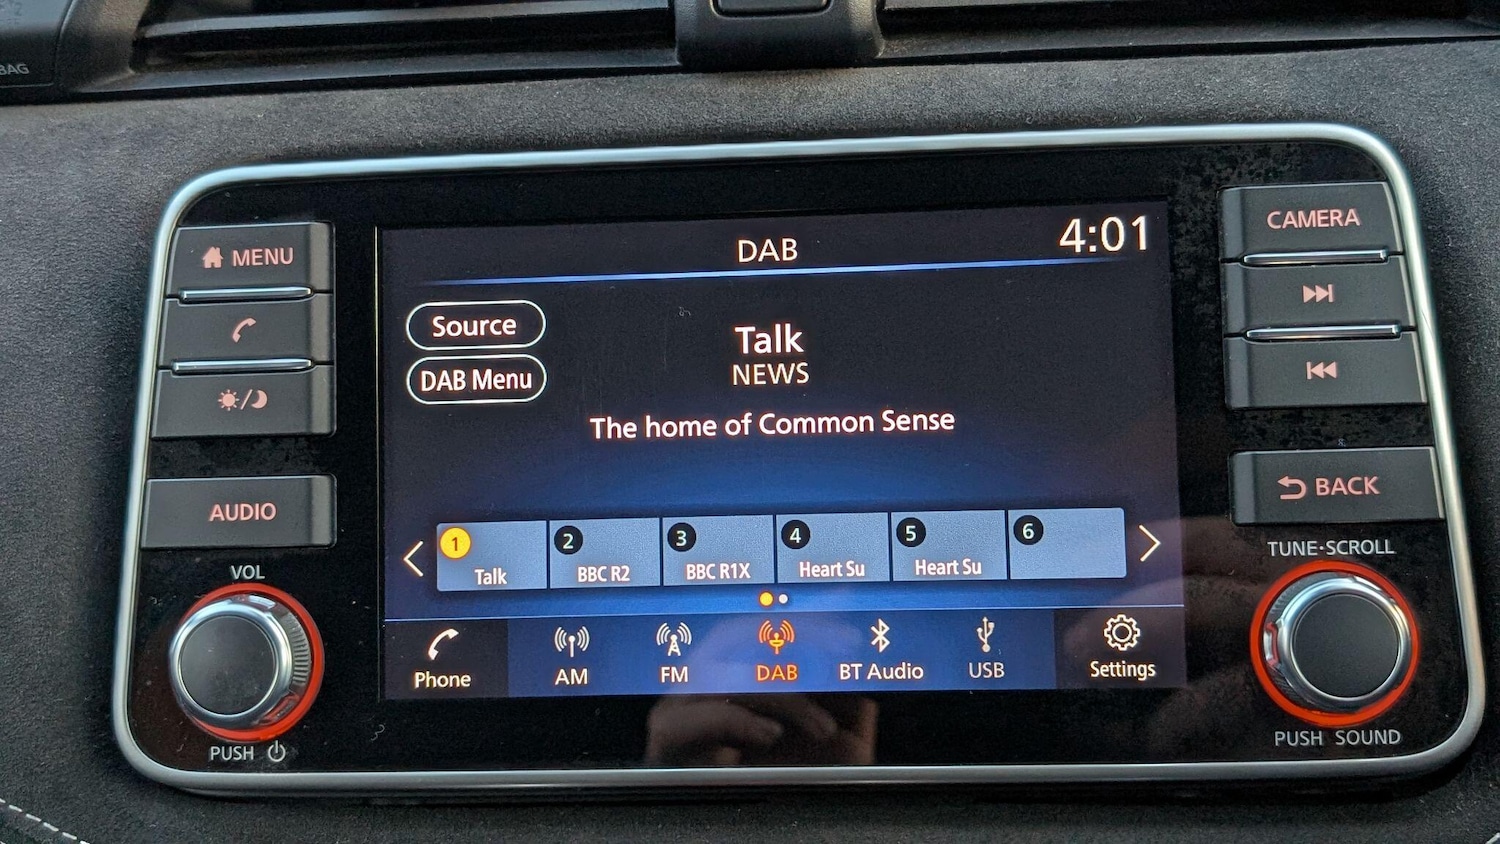 BAG
MENU
AUDIO
VOL
PUSH
DAB
4:01
Source
DAB Menu
Talk
NEWS
The home of Common Sense
1 Talk
2 BBC R2
3 BBC R1X
4 Heart Su
5 Heart Su
6
Phone
AM
FM
DAB
BT Audio
USB
Settings
CAMERA
BACK
TUNE·SCROLL
PUSH SOUND